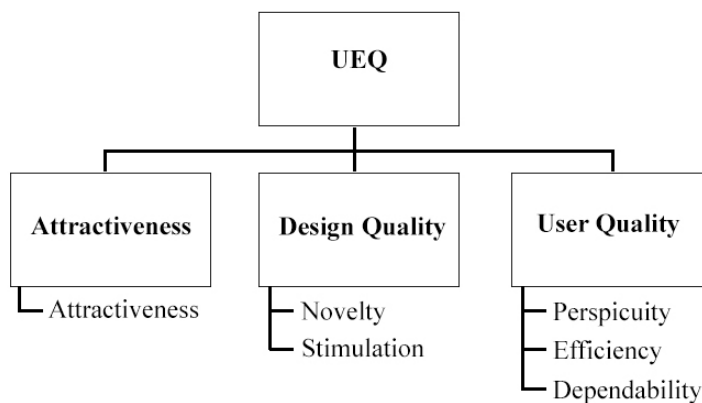 UEQ
Attractiveness
Design Quality
User Quality
Attractiveness
Novelty
Stimulation
Perspicuity
Efficiency
Dependability